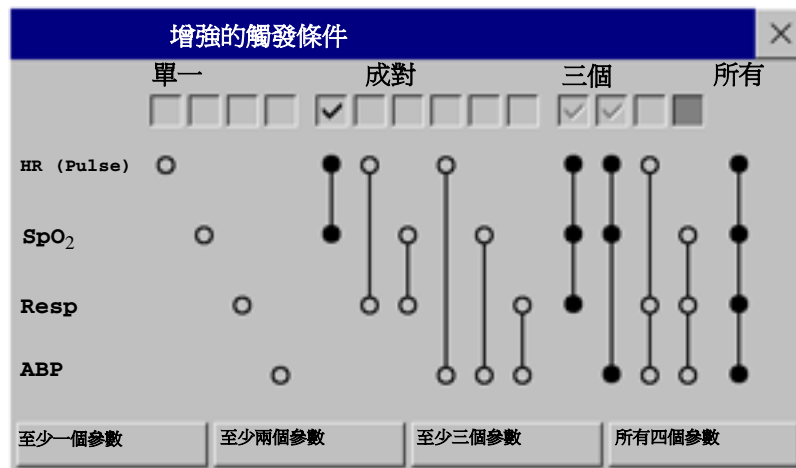 增強的觸發條件
單一 成對 三個 所有
HR (Pulse)
SpO₂
Resp
ABP
至少一個參數 至少兩個參數 至少三個參數 所有四個參數